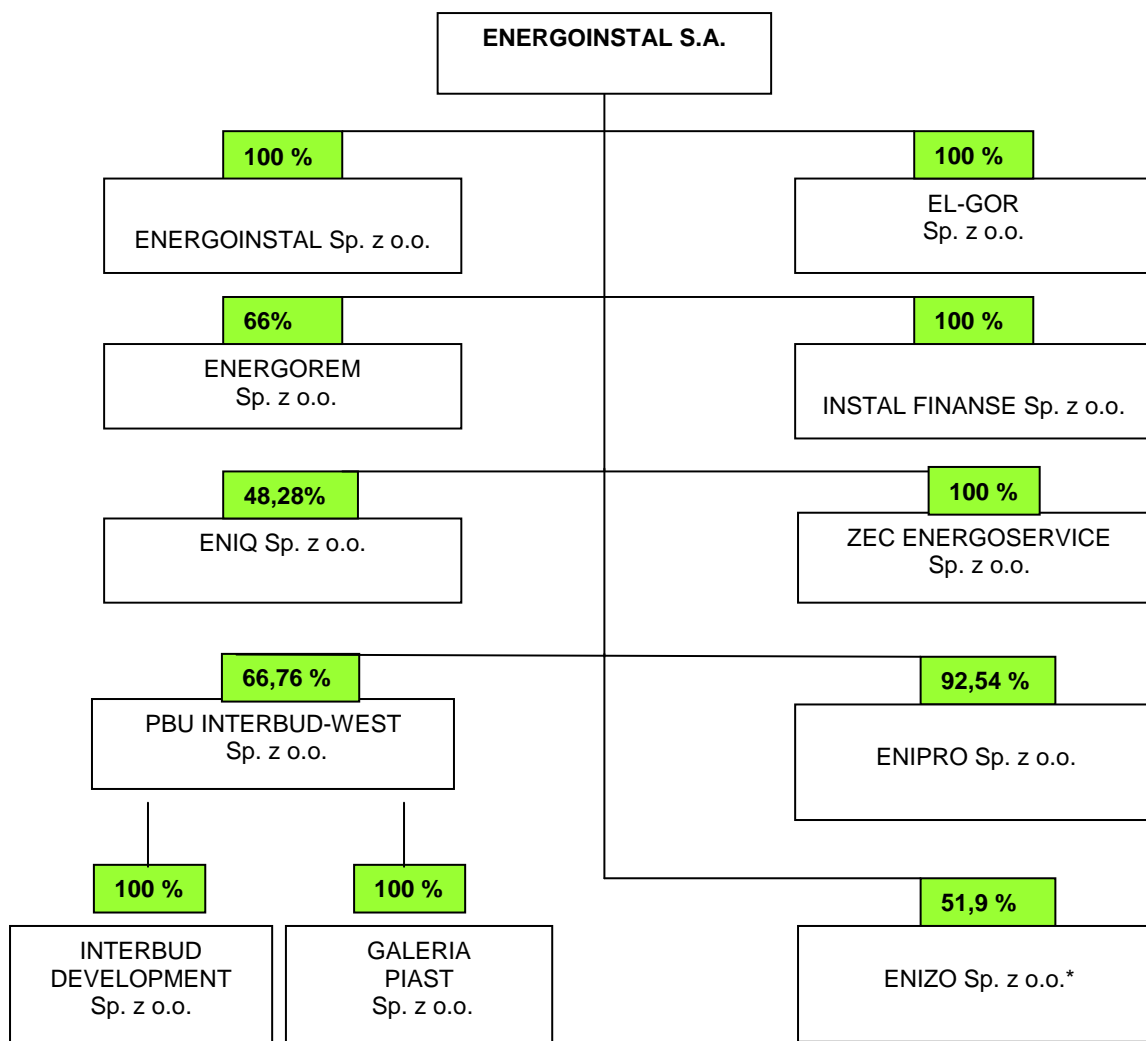 ENERGOINSTAL S.A.
100 %
ENERGOINSTAL Sp. z o.o.
100 %
EL-GOR
Sp. z o.o.
66%
ENERGOREM
Sp. z o.o.
100 %
INSTAL FINANSE Sp. z o.o.
48,28%
ENIQ Sp. z o.o.
100 %
ZEC ENERGOSERVICE
Sp. z o.o.
66,76 %
PBU INTERBUD-WEST
Sp. z o.o.
92,54 %
ENIPRO Sp. z o.o.
100 %
INTERBUD
DEVELOPMENT
Sp. z o.o.
100 %
GALERIA
PIAST
Sp. z o.o.
51,9 %
ENIZO Sp. z o.o.*